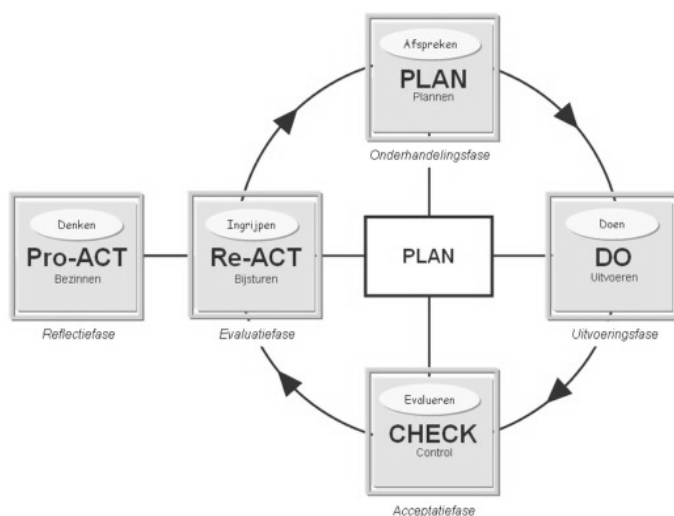 Afspreken
PLAN
Plannen
Onderhandelingsfase
Denken
Pro-ACT
Bezinnen
Reflectiefase
Ingrijpen
Re-ACT
Bijsturen
Evaluatiefase
PLAN
Doen
DO
Uitvoeren
Uitvoeringsfase
Evalueren
CHECK
Control
Acceptatiefase